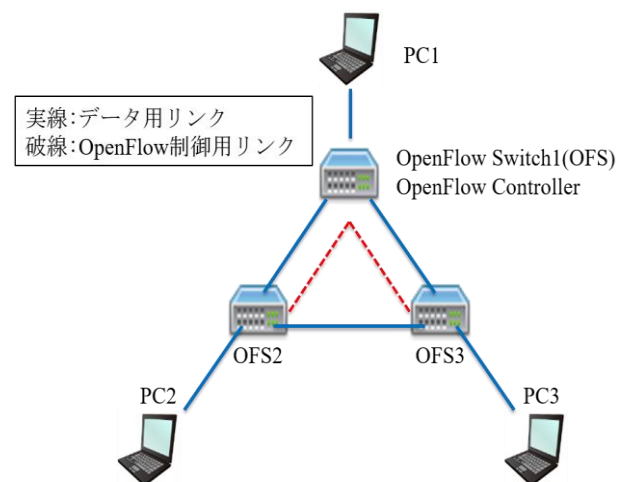 PC1
実線:データ用リンク
破線:OpenFlow制御用リンク
OpenFlow Switch1(OFS)
OpenFlow Controller
OFS2
OFS3
PC2
PC3